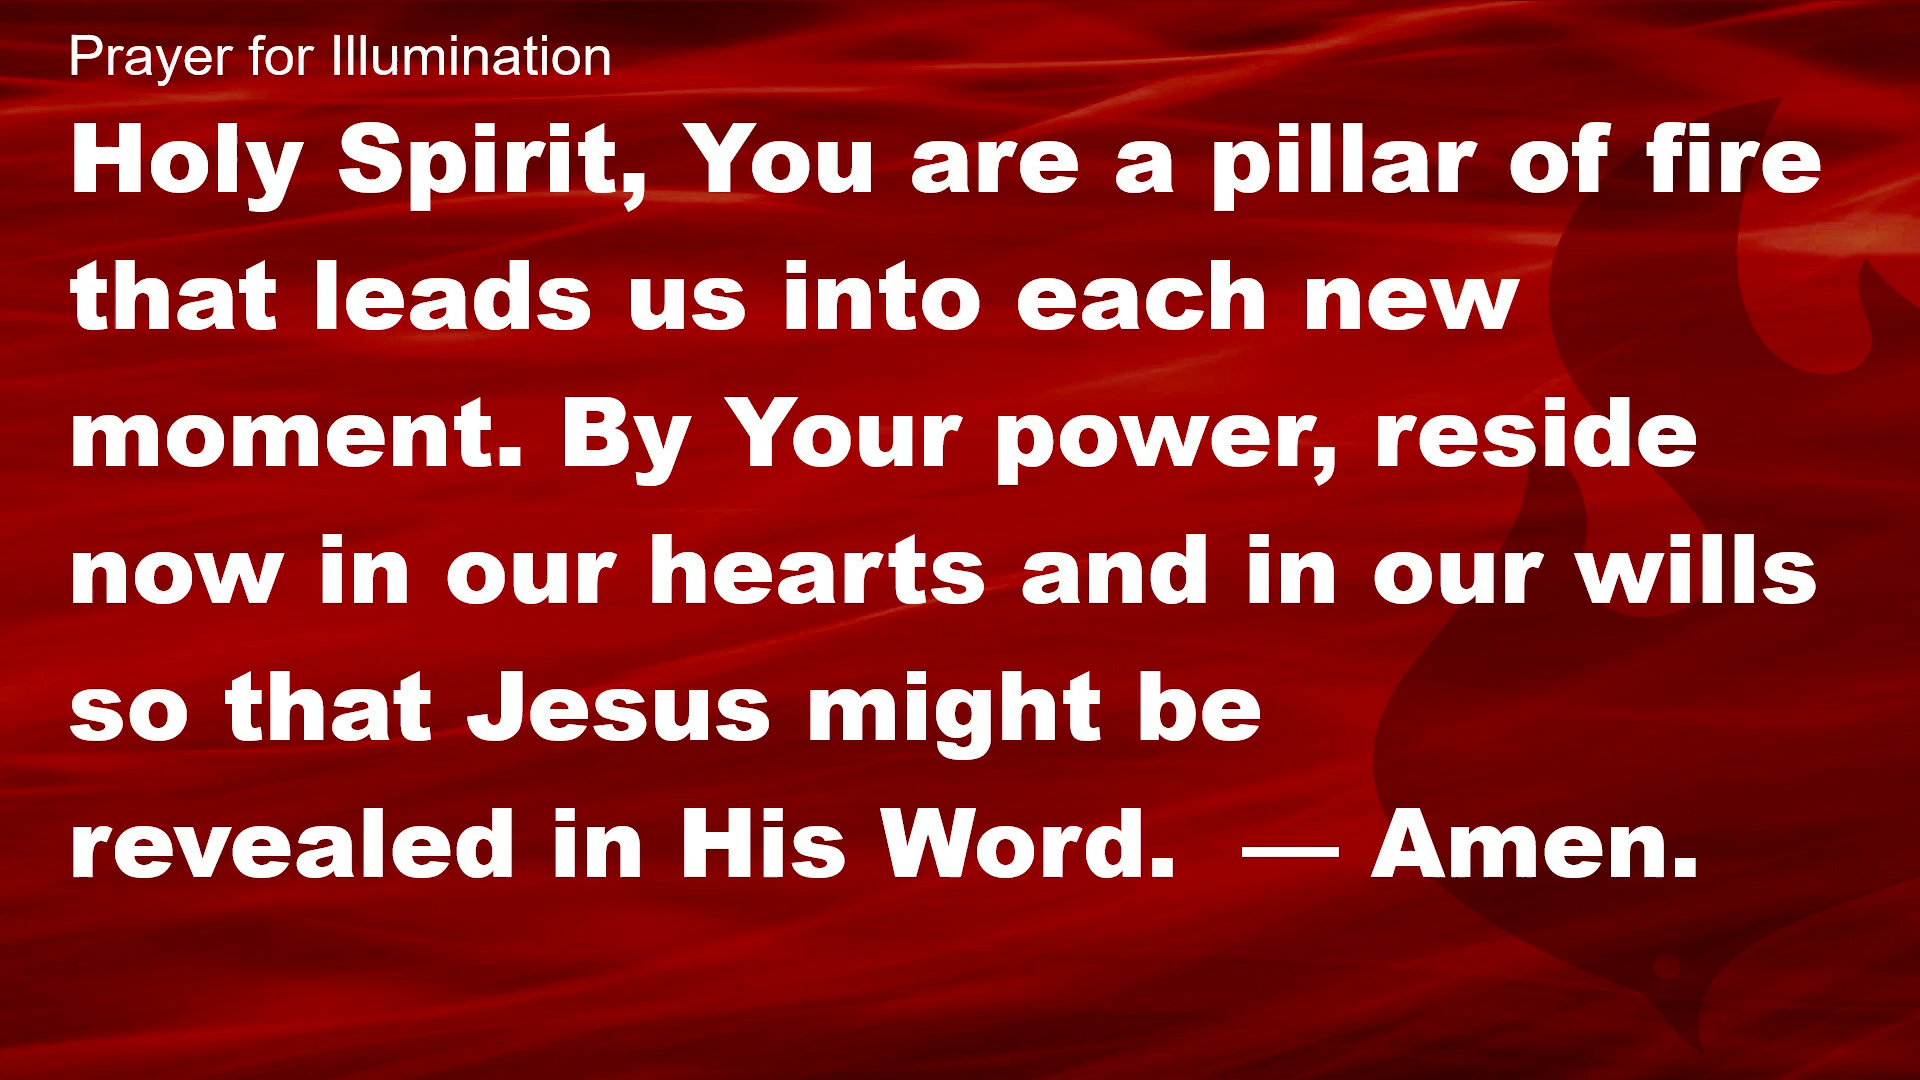 Prayer for Illumination
Holy Spirit, You are a pillar of fire
that leads us into each new
moment. By Your power, reside
now in our hearts and in our wills
so that Jesus might be
revealed in His Word.  — Amen.